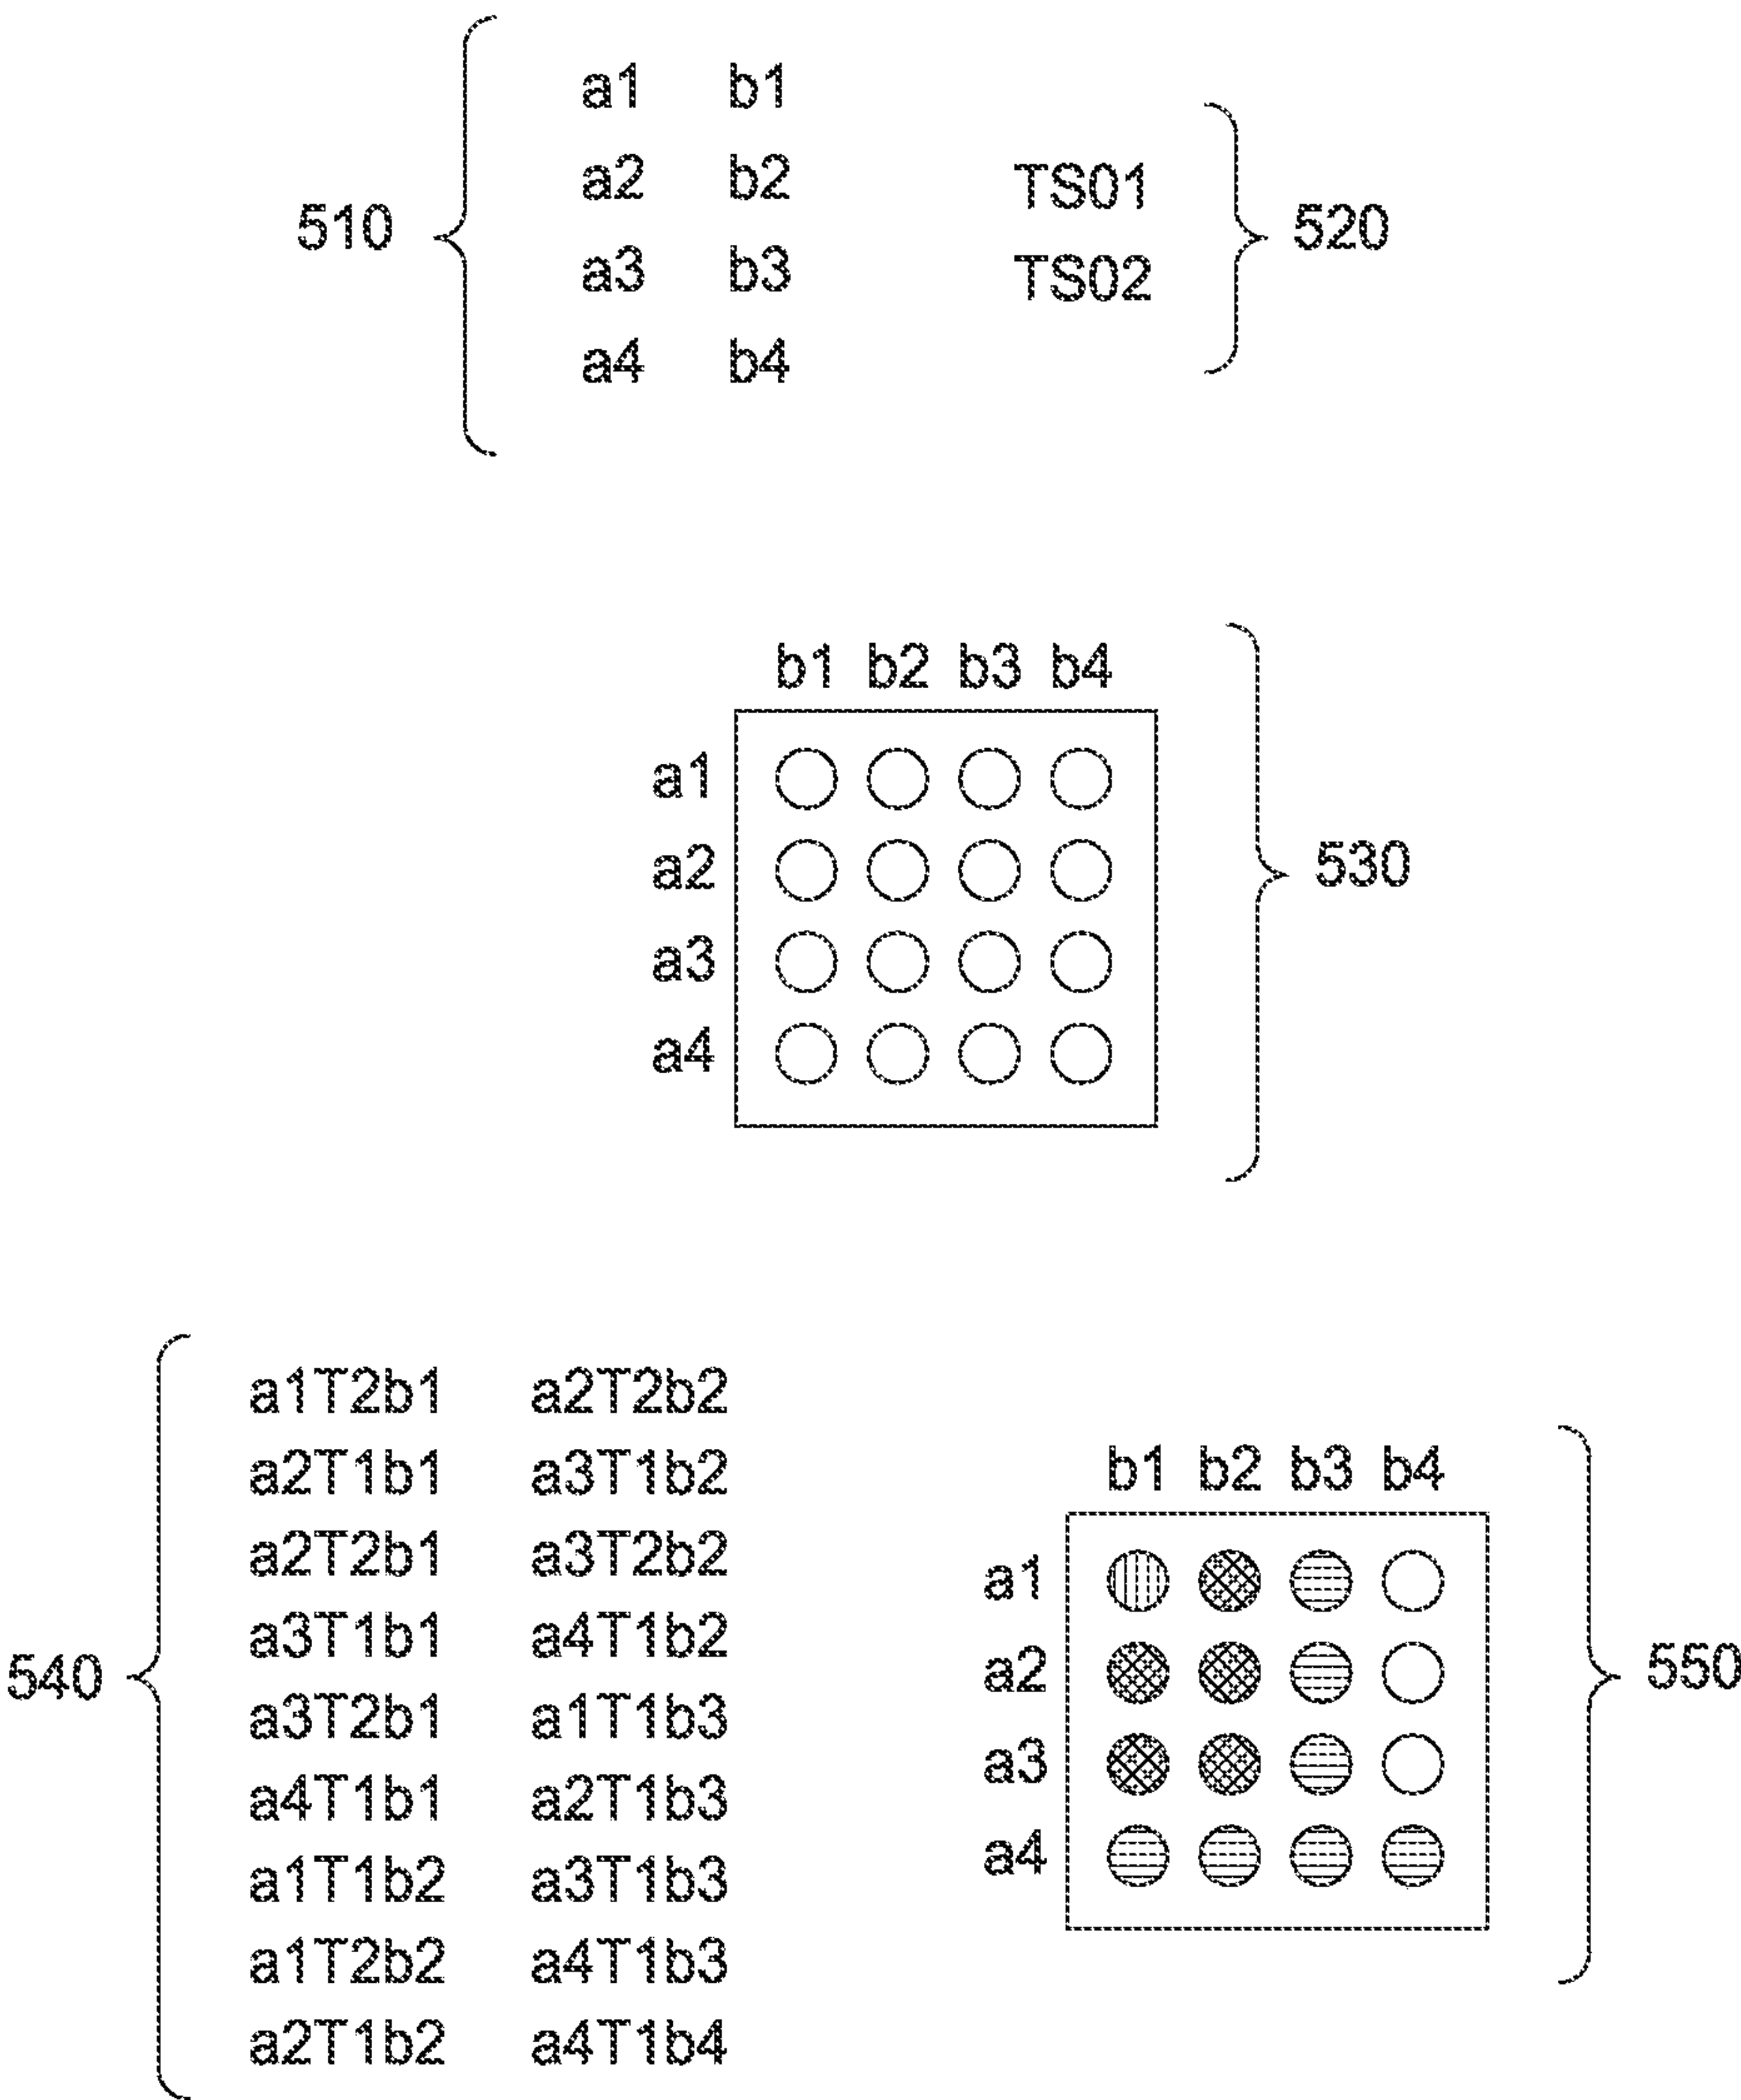 a1 b1
a2 b2 TS01
510 520
a3 b3 TS02
a4 b4
b1 b2 b3 b4
a1
a2 530
a3
a4
a1T2b1 a2T2b2
a2T1b1 a3T1b2
a2T2b1 a3T2b2
a3T1b1 a4T1b2
540
a3T2b1 a1T1b3
a4T1b1 a2T1b3
a1T1b2 a3T1b3
a1T2b2 a4T1b3
a2T1b2 a4T1b4
b1 b2 b3 b4
a1
a2 550
a3
a4